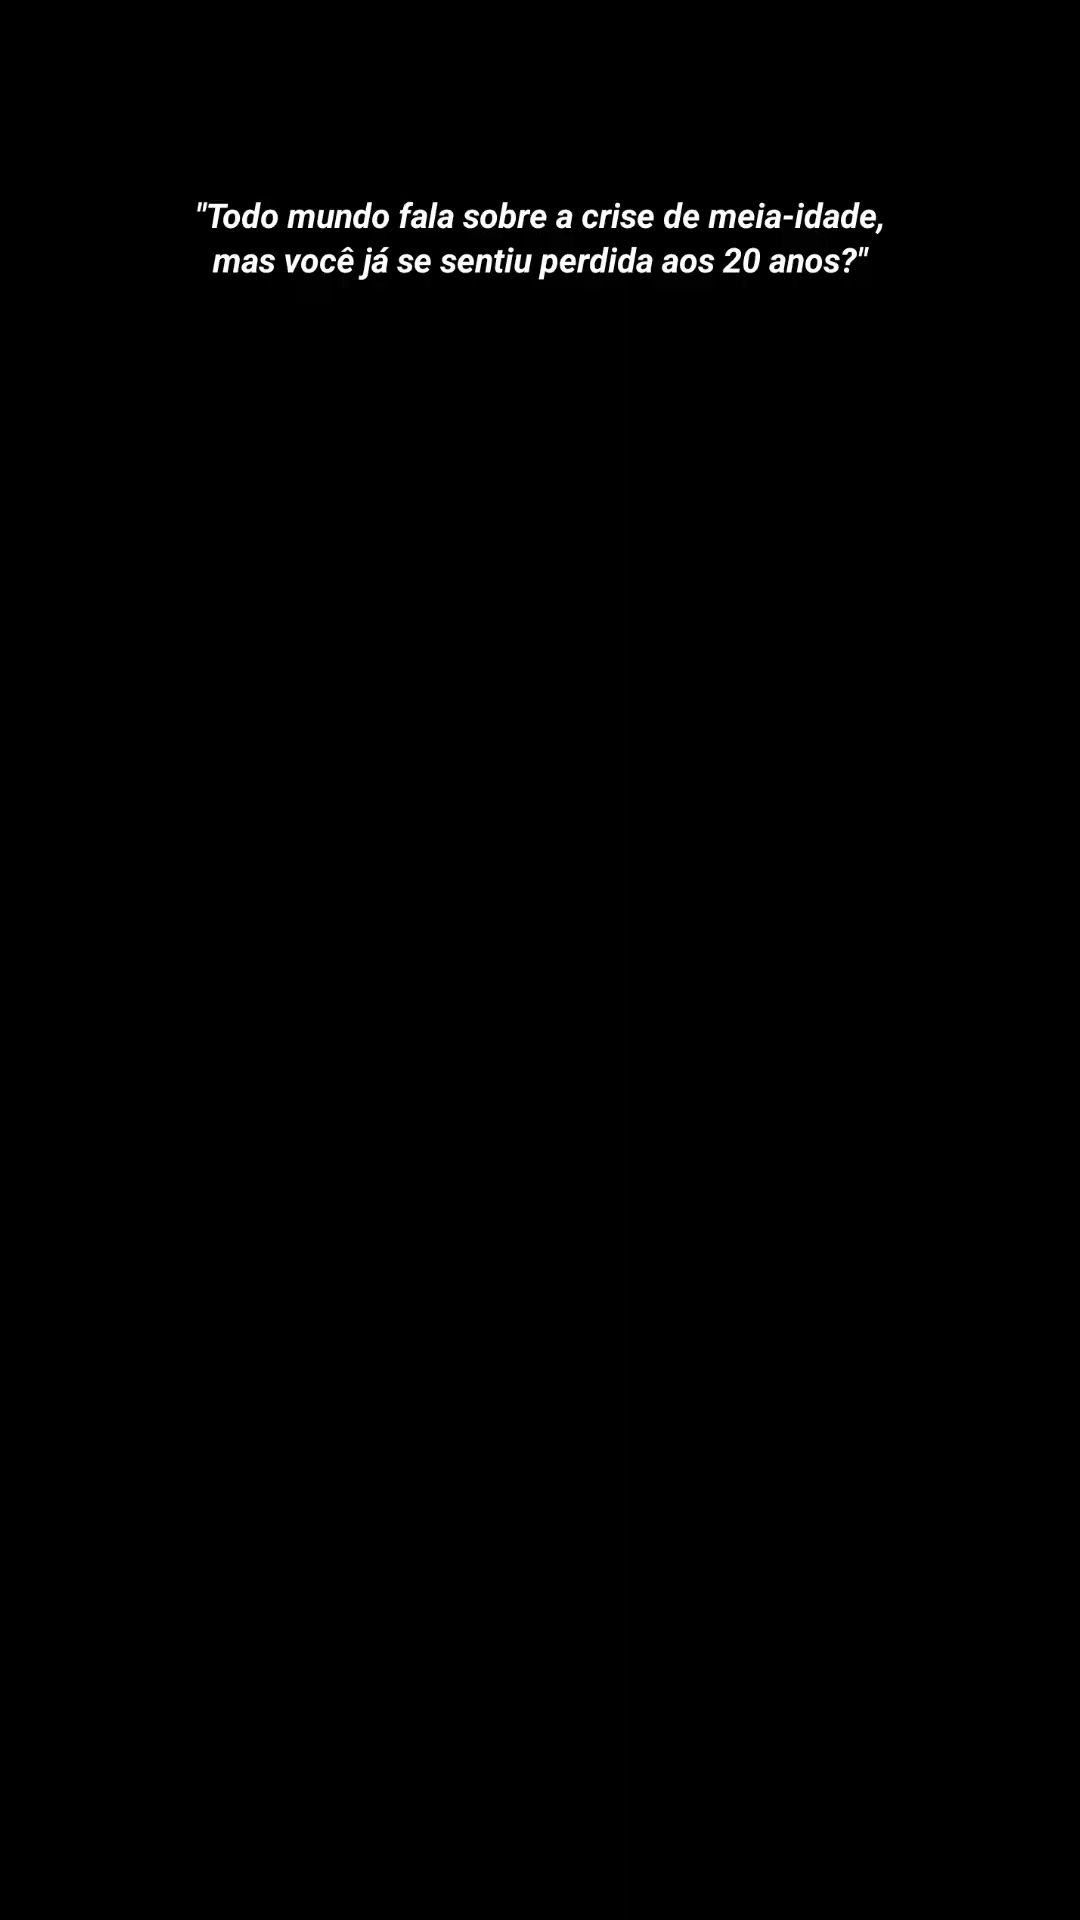 "Todo mundo fala sobre a crise de meia-idade,
mas você já se sentiu perdida aos 20 anos?"